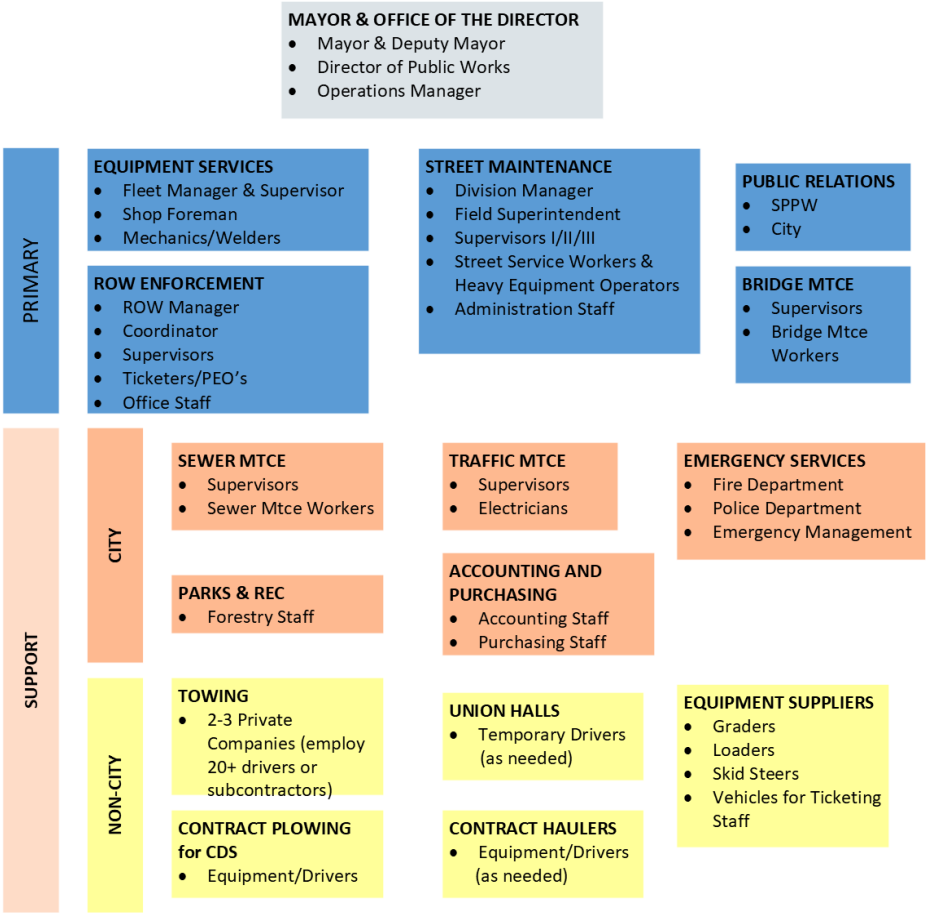 MAYOR & OFFICE OF THE DIRECTOR
• Mayor & Deputy Mayor
• Director of Public Works
• Operations Manager
PRIMARY
EQUIPMENT SERVICES
• Fleet Manager & Supervisor
• Shop Foreman
• Mechanics/Welders
STREET MAINTENANCE
• Division Manager
• Field Superintendent
• Supervisors I/II/III
• Street Service Workers &
Heavy Equipment Operators
• Administration Staff
PUBLIC RELATIONS
• SPPW
• City
ROW ENFORCEMENT
• ROW Manager
• Coordinator
• Supervisors
• Ticketers/PEO’s
• Office Staff
BRIDGE MTCE
• Supervisors
• Bridge Mtce
Workers
SUPPORT
CITY
SEWER MTCE
• Supervisors
• Sewer Mtce Workers
TRAFFIC MTCE
• Supervisors
• Electricians
EMERGENCY SERVICES
• Fire Department
• Police Department
• Emergency Management
PARKS & REC
• Forestry Staff
ACCOUNTING AND
PURCHASING
• Accounting Staff
• Purchasing Staff
NON-CITY
TOWING
• 2-3 Private
Companies (employ
20+ drivers or
subcontractors)
UNION HALLS
• Temporary Drivers
(as needed)
EQUIPMENT SUPPLIERS
• Graders
• Loaders
• Skid Steers
• Vehicles for Ticketing
Staff
CONTRACT PLOWING
for CDS
• Equipment/Drivers
CONTRACT HAULERS
• Equipment/Drivers
(as needed)